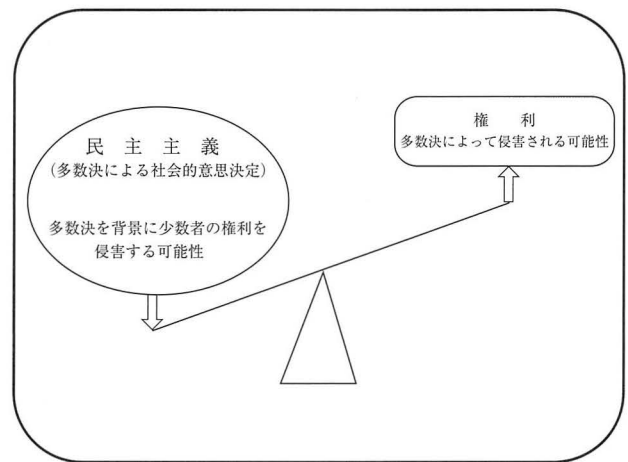 民　主　主　義
（多数決による社会的意思決定）
多数決を背景に少数者の権利を
侵害する可能性
権　　利
多数決によって侵害される可能性